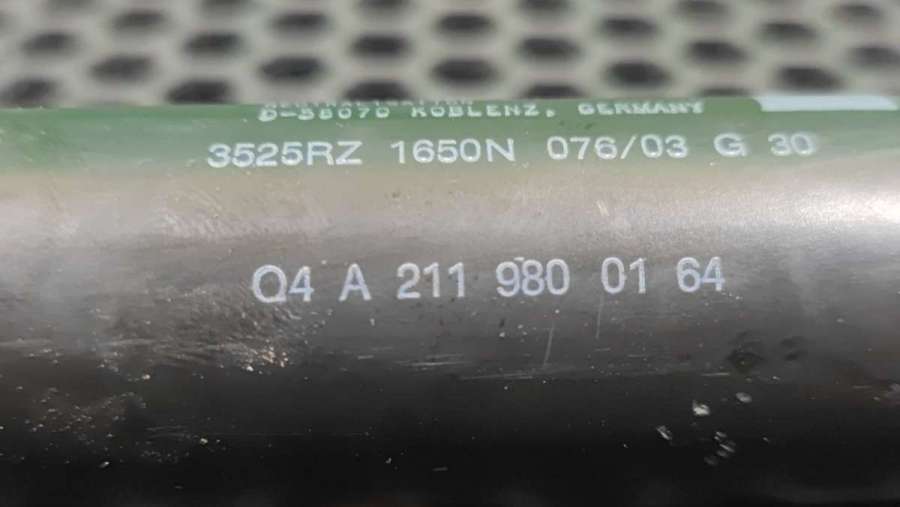 D-56070 KOBLENZ, GERMANY
3525RZ 1650N 076/03 G 30
Q4 A 211 980 01 64